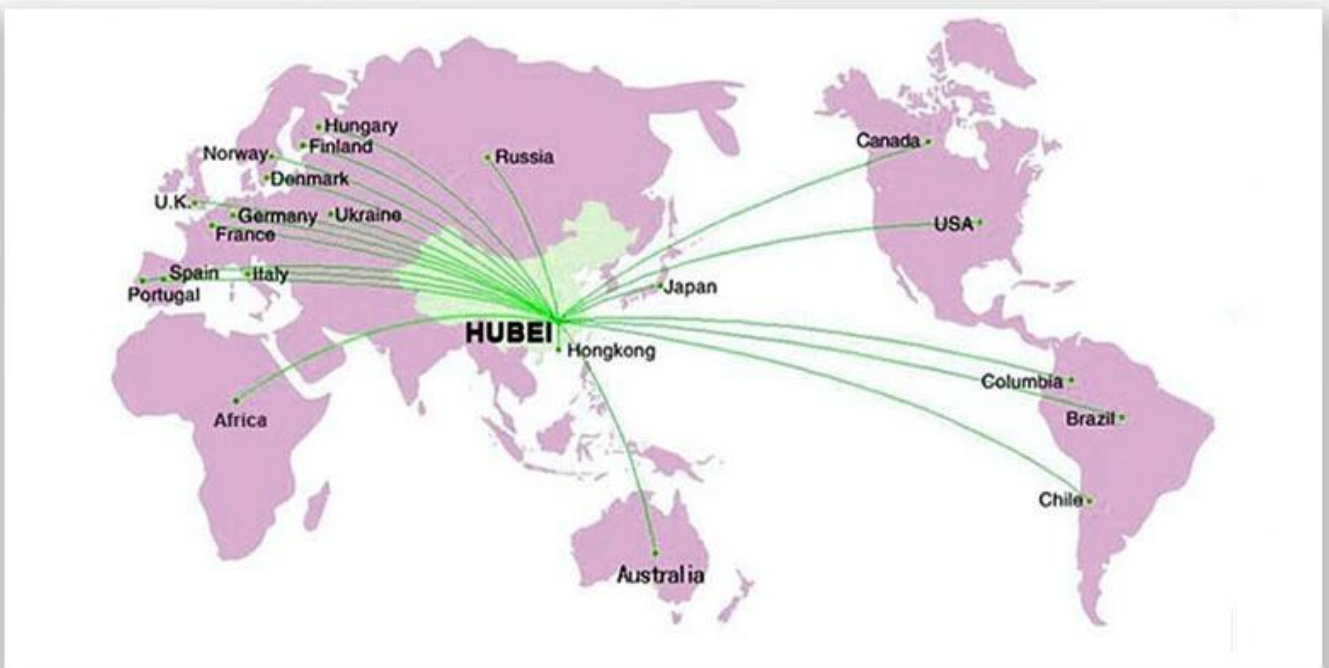 Hungary
Finland
Norway
Russia
Canada
Denmark
U.K.
Germany
Ukraine
USA
France
Spain
Italy
Japan
Portugal
HUBEI
Hongkong
Columbia
Africa
Brazil
Chile
Australia